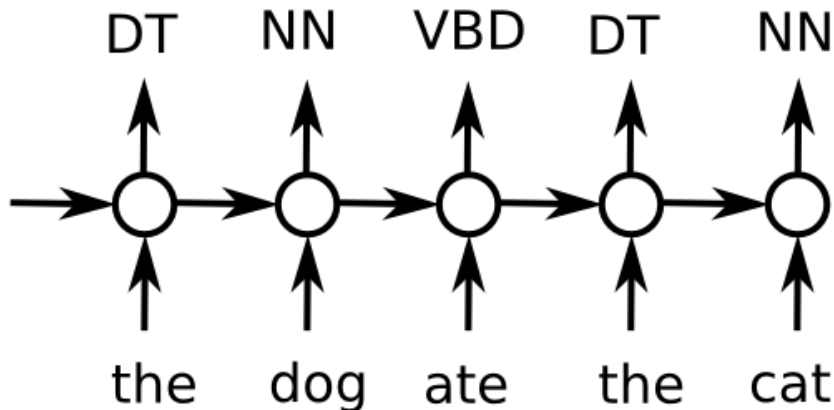 DT NN VBD DT NN
the dog ate the cat